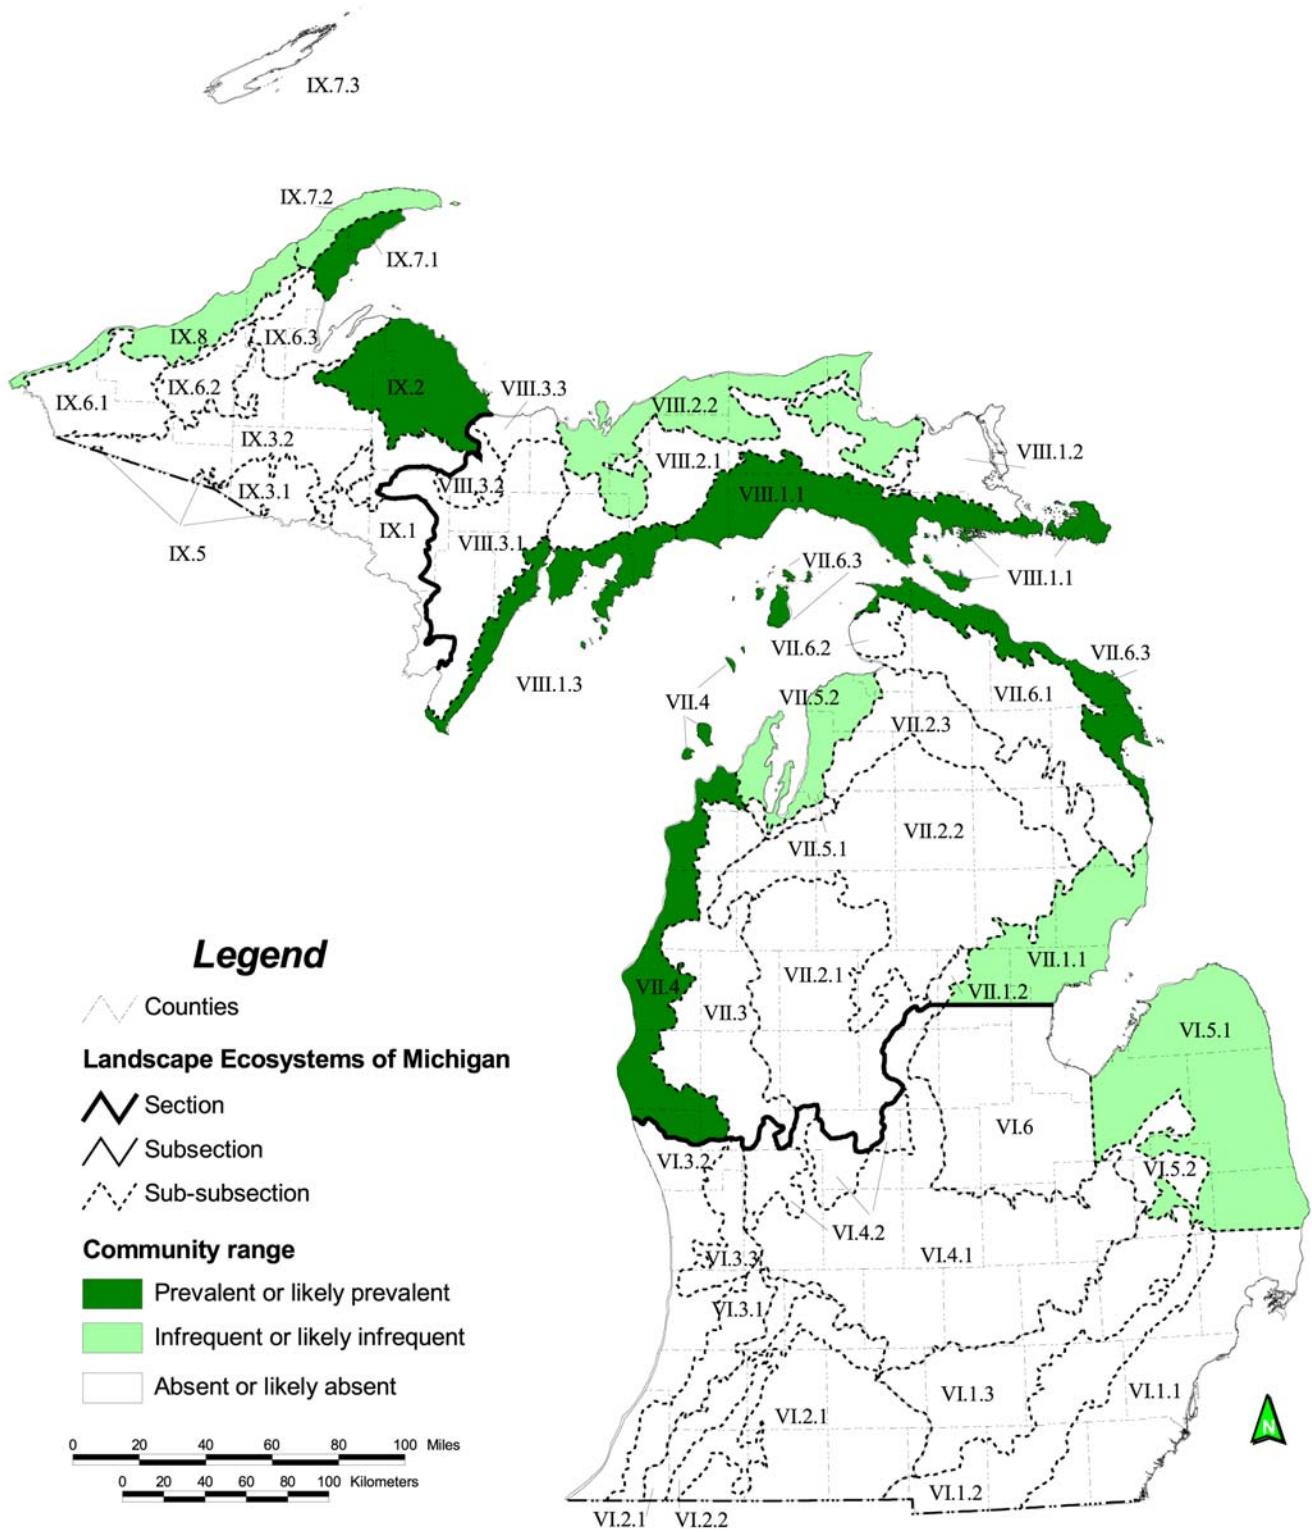 IX.7.3
IX.7.2
IX.7.1
IX.8
IX.6.3
IX.6.2
IX.2
VIII.3.3
IX.6.1
VIII.2.2
IX.3.2
VIII.2.1
VIII.1.2
VIII.3.2
IX.3.1
VIII.1.1
IX.1
VIII.3.1
IX.5
VII.6.3
VIII.1.1
VII.6.2
VII.6.3
VIII.1.3
VII.4
VII.5.2
VII.6.1
VII.2.3
VII.2.2
VII.5.1
VII.1.1
VII.4
VII.2.1
VII.1.2
VII.3
VI.5.1
VI.6
VI.3.2
VI.5.2
VI.4.2
VI.3.3
VI.4.1
VI.3.1
VI.1.3
VI.1.1
VI.2.1
VI.1.2
VI.2.1
VI.2.2
N
Legend
Counties
Landscape Ecosystems of Michigan
Section
Subsection
Sub-subsection
Community range
Prevalent or likely prevalent
Infrequent or likely infrequent
Absent or likely absent
0 20 40 60 80 100 Miles
0 20 40 60 80 100 Kilometers